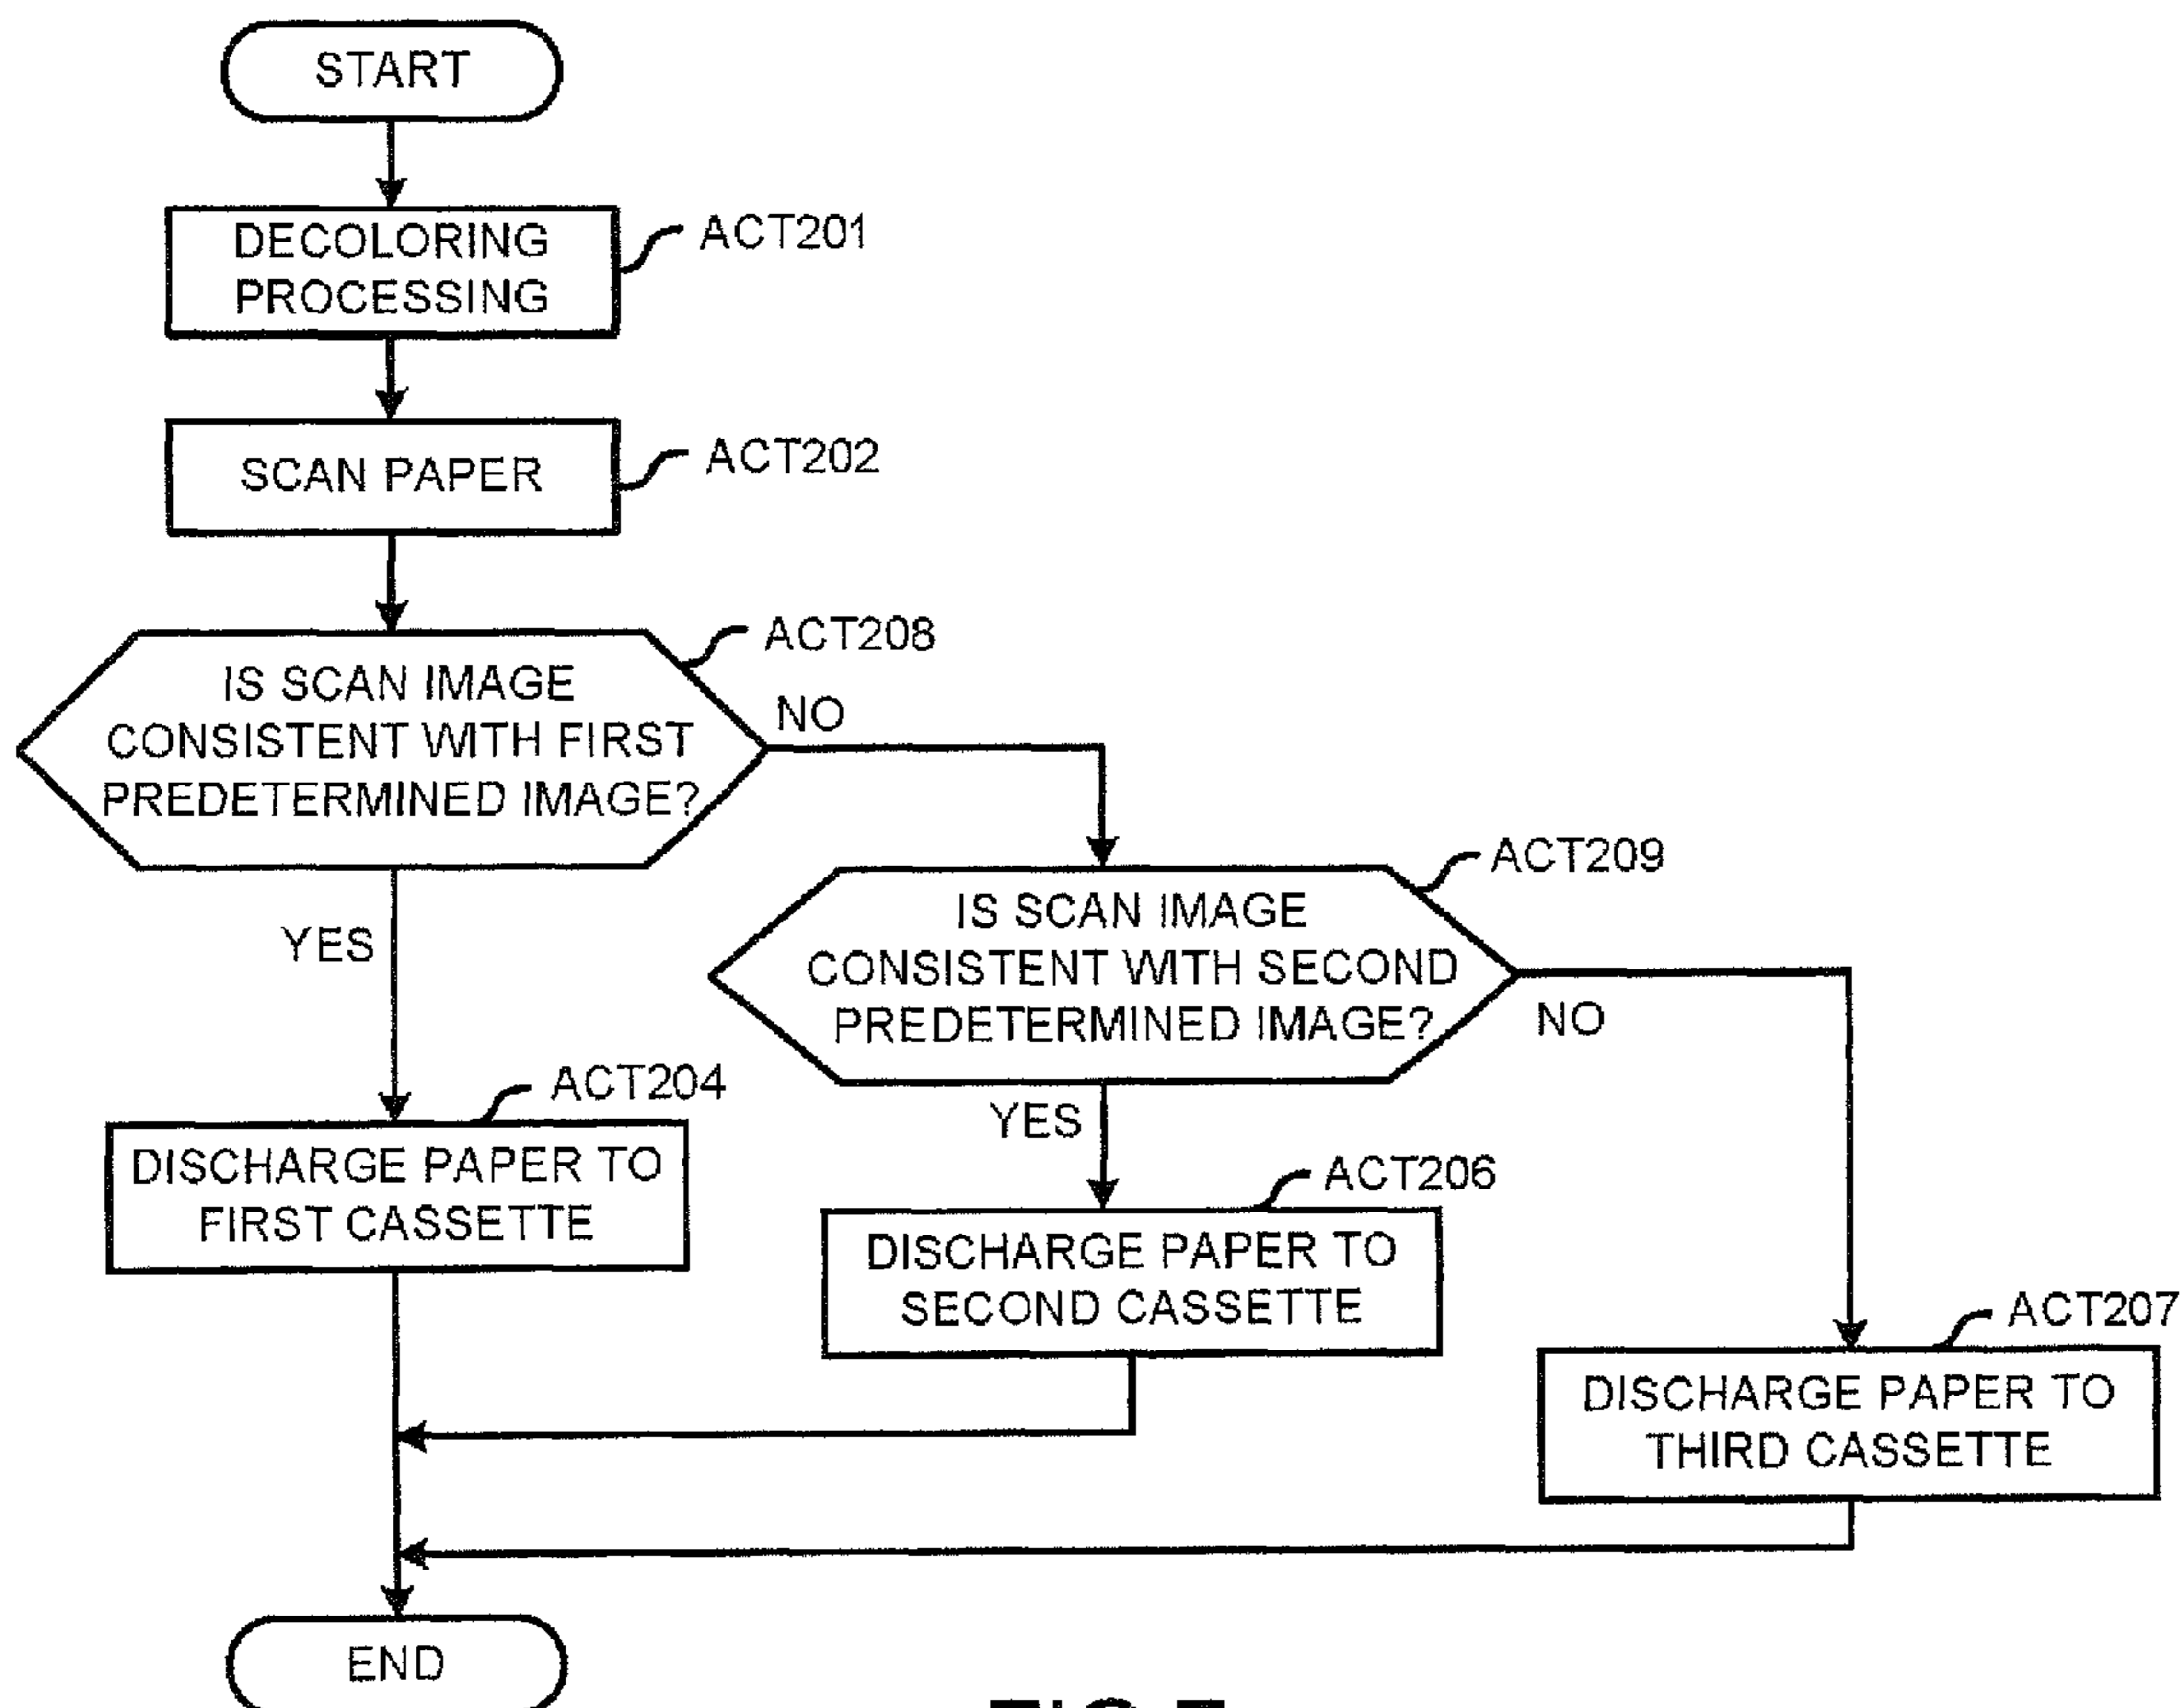 START
DECOLORING
PROCESSING
ACT201
SCAN PAPER
ACT202
IS SCAN IMAGE
CONSISTENT WITH FIRST
PREDETERMINED IMAGE?
ACT208
NO
YES
IS SCAN IMAGE
CONSISTENT WITH SECOND
PREDETERMINED IMAGE?
ACT209
NO
YES
DISCHARGE PAPER TO
FIRST CASSETTE
ACT204
DISCHARGE PAPER TO
SECOND CASSETTE
ACT206
DISCHARGE PAPER TO
THIRD CASSETTE
ACT207
END